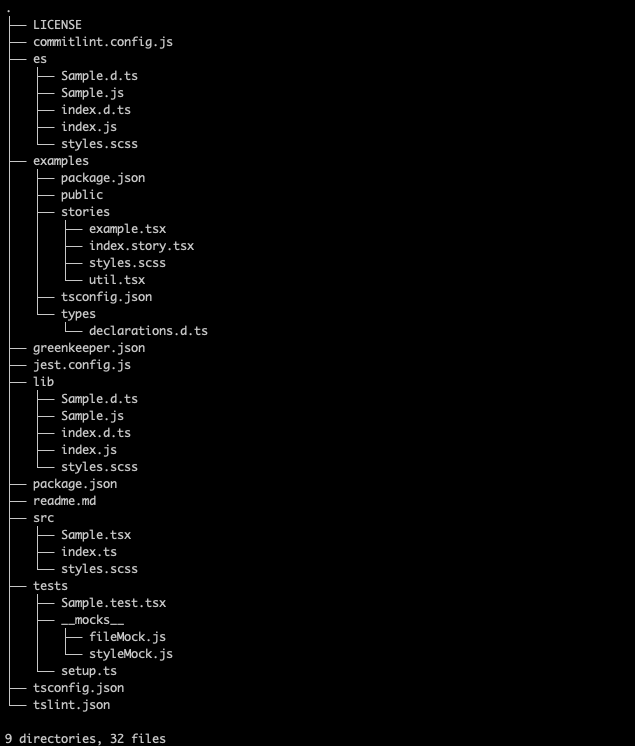 .
├── LICENSE
├── commitlint.config.js
├── es
│   ├── Sample.d.ts
│   ├── Sample.js
│   ├── index.d.ts
│   ├── index.js
│   └── styles.scss
├── examples
│   ├── package.json
│   ├── public
│   ├── stories
│   │   ├── example.tsx
│   │   ├── index.story.tsx
│   │   ├── styles.scss
│   │   └── util.tsx
│   ├── tsconfig.json
│   └── types
│       └── declarations.d.ts
├── greenkeeper.json
├── jest.config.js
├── lib
│   ├── Sample.d.ts
│   ├── Sample.js
│   ├── index.d.ts
│   ├── index.js
│   └── styles.scss
├── package.json
├── readme.md
├── src
│   ├── Sample.tsx
│   ├── index.ts
│   └── styles.scss
├── tests
│   ├── Sample.test.tsx
│   ├── __mocks__
│   │   ├── fileMock.js
│   │   └── styleMock.js
│   └── setup.ts
├── tsconfig.json
└── tslint.json
9 directories, 32 files